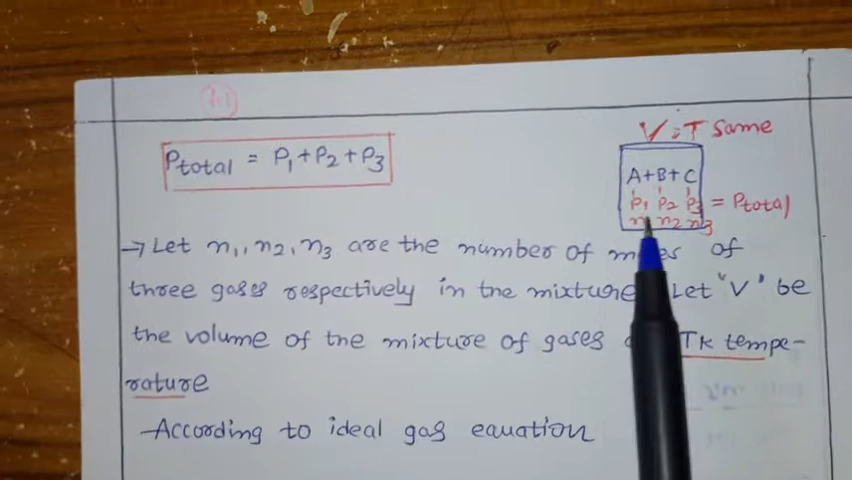 V : T Same
Ptotal = P1+P2+P3
A+B+C
P1 P2 P3 = Ptotal
n2 n3
→ Let n1, n2, n3 are the number of of
three gases respectively in the mixture Let "V" be
the volume of the mixture of gases TK tempe-
rature
According to ideal gas equation